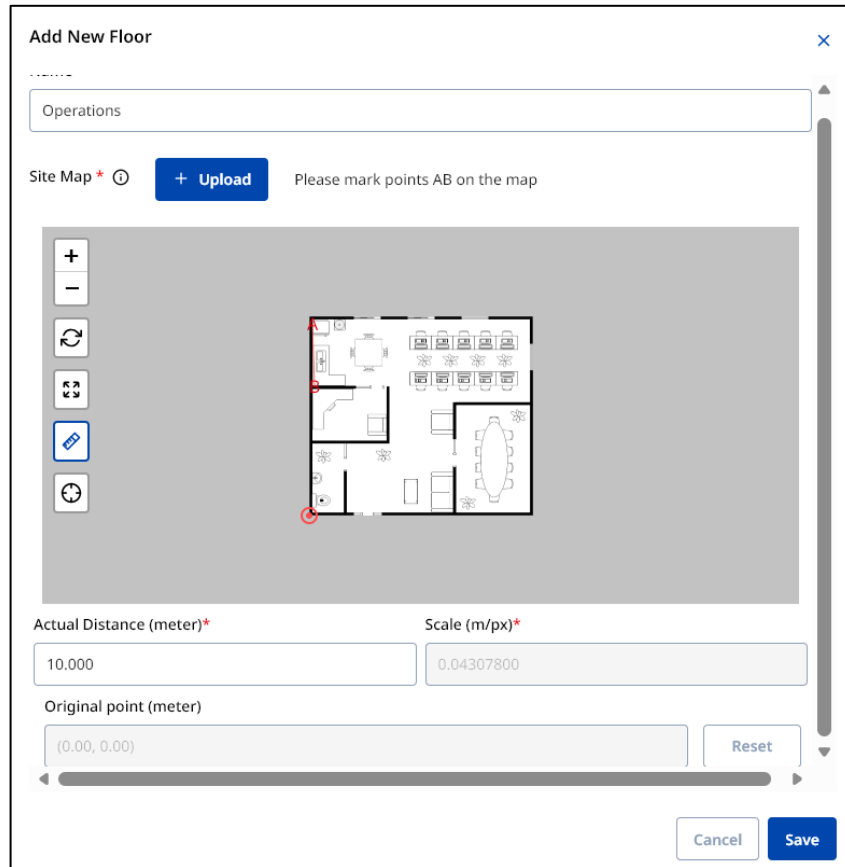 Add New Floor
Name
Operations
Site Map *
+ Upload
Please mark points AB on the map
A
B
Actual Distance (meter)*
Scale (m/px)*
10.000
0.04307800
Original point (meter)
(0.00, 0.00)
Reset
Cancel
Save